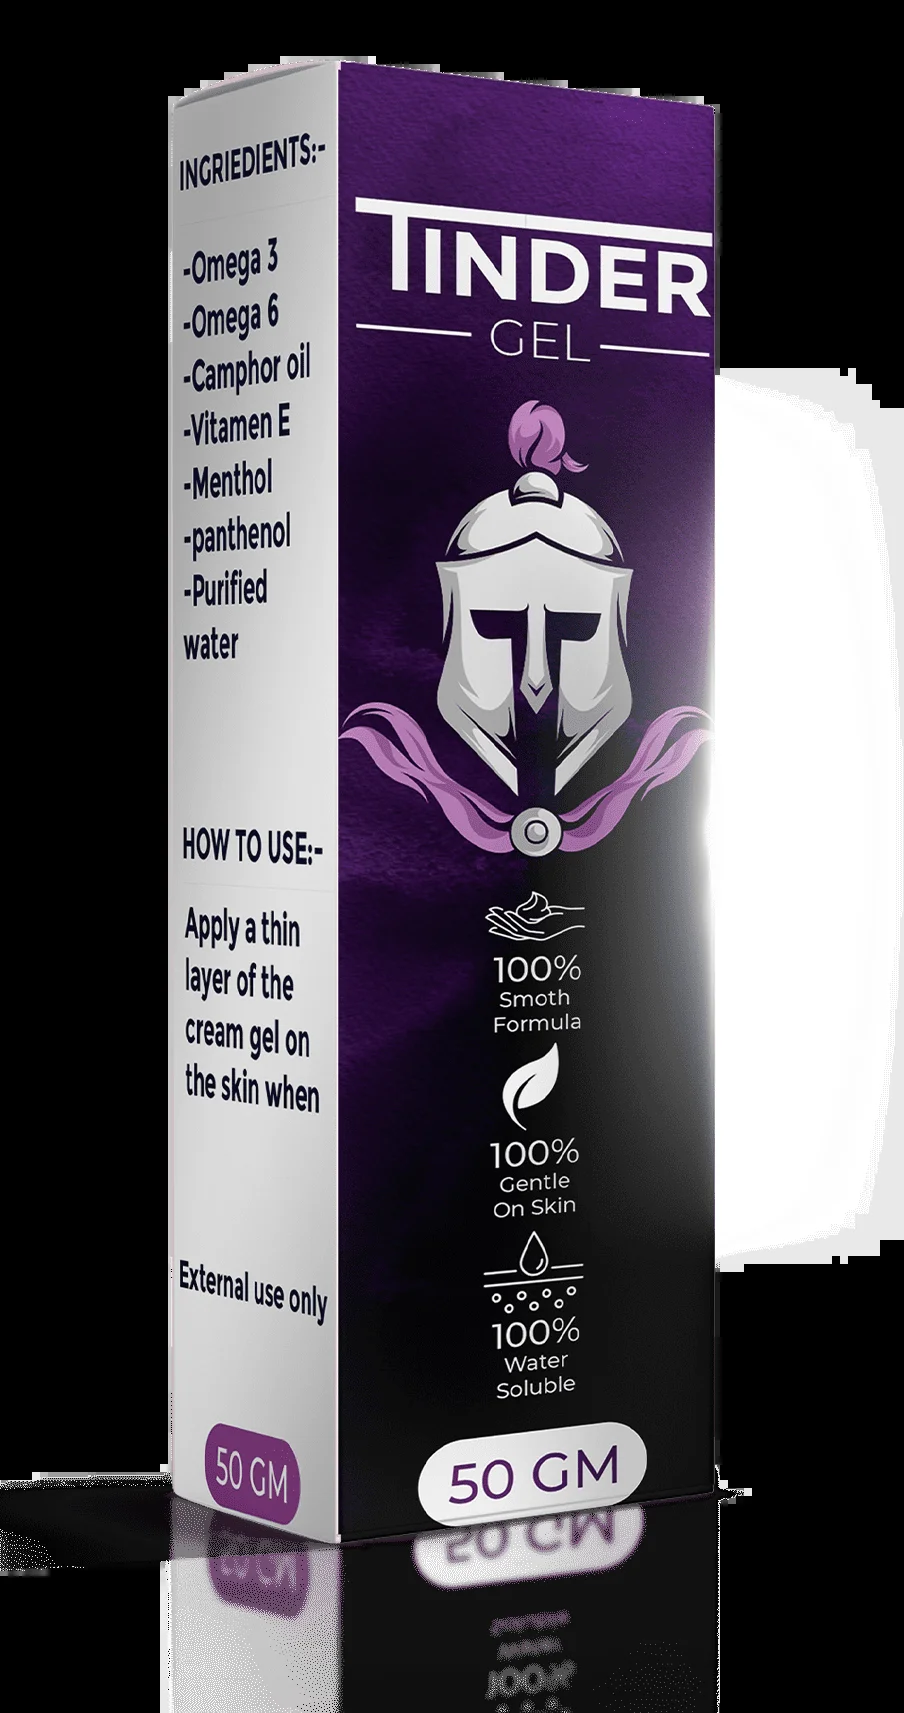 INGRIEDIENTS:-
-Omega 3
-Omega 6
-Camphor oil
-Vitamen E
-Menthol
-panthenol
-Purified
water
HOW TO USE:-
Apply a thin
layer of the
cream gel on
the skin when
External use only
50 GM
TINDER
GEL
100%
Smoth
Formula
100%
Gentle
On Skin
100%
Water
Soluble
50 GM